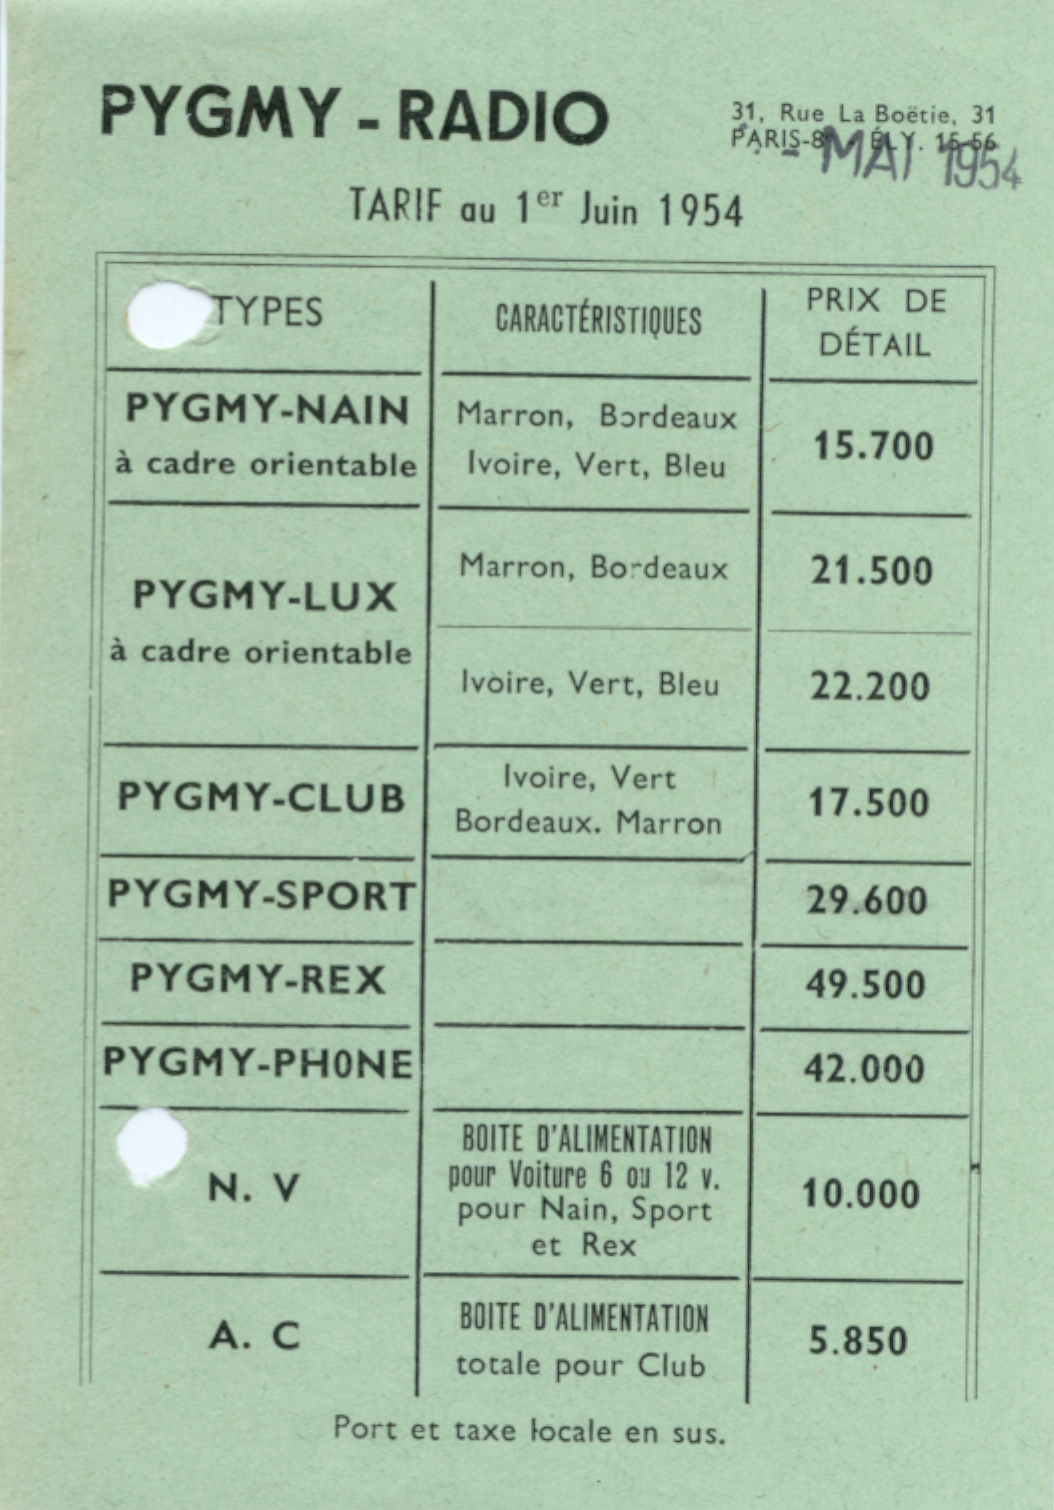 PYGMY - RADIO
31, Rue La Boëtie, 31
PARIS-8e - ÉLY. 15-56
- MAI 1954
TARIF au 1er Juin 1954
TYPES
CARACTÉRISTIQUES
PRIX DE
DÉTAIL
PYGMY-NAIN
à cadre orientable
Marron, Bordeaux
Ivoire, Vert, Bleu
15.700
PYGMY-LUX
à cadre orientable
Marron, Bordeaux
21.500
Ivoire, Vert, Bleu
22.200
PYGMY-CLUB
Ivoire, Vert
Bordeaux. Marron
17.500
PYGMY-SPORT
29.600
PYGMY-REX
49.500
PYGMY-PHONE
42.000
N. V
BOITE D'ALIMENTATION
pour Voiture 6 ou 12 v.
pour Nain, Sport
et Rex
10.000
A. C
BOITE D'ALIMENTATION
totale pour Club
5.850
Port et taxe locale en sus.